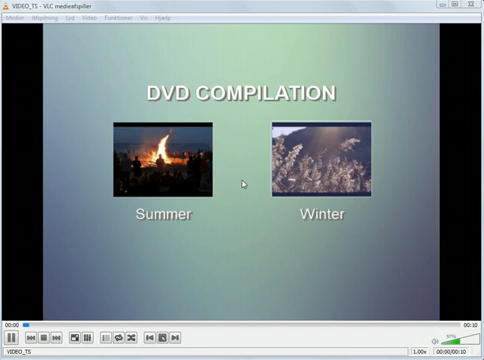 VIDEO_TS - VLC medieafspiller
Medier Afspilning Lyd Video Funktioner Vis Hjælp
DVD COMPILATION
Summer Winter
00:00 00:10
VIDEO_TS 1.00x 00:00/00:10